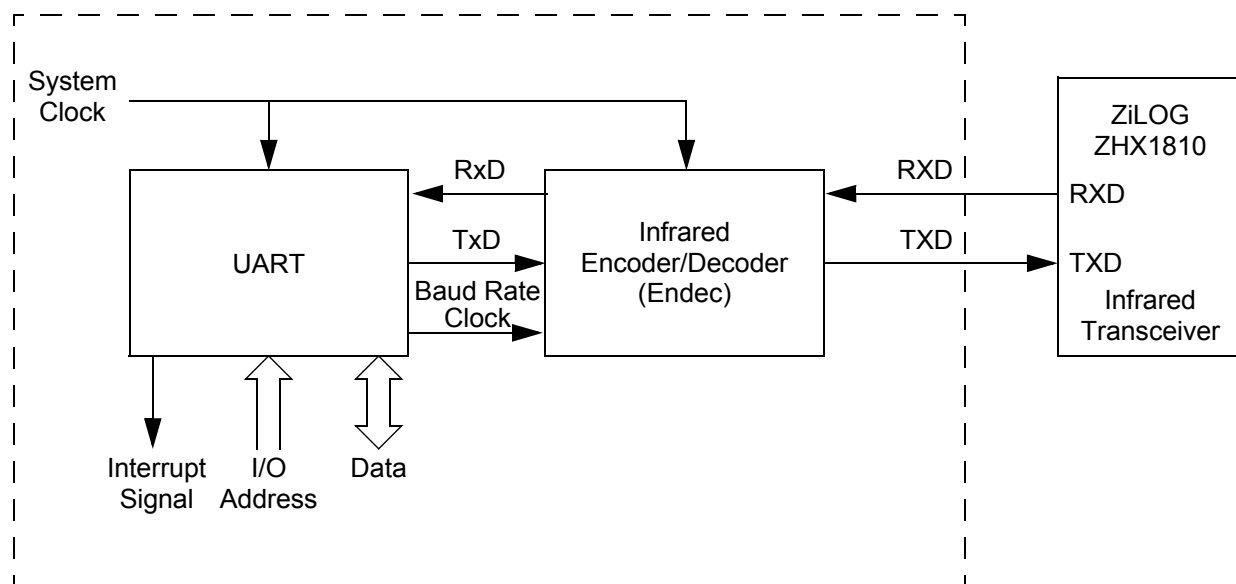 System
Clock
ZiLOG
ZHX1810
RxD
RXD
RXD
UART
TxD
Infrared
Encoder/Decoder
(Endec)
TXD
TXD
Baud Rate
Clock
Infrared
Transceiver
Interrupt
Signal
I/O
Address
Data